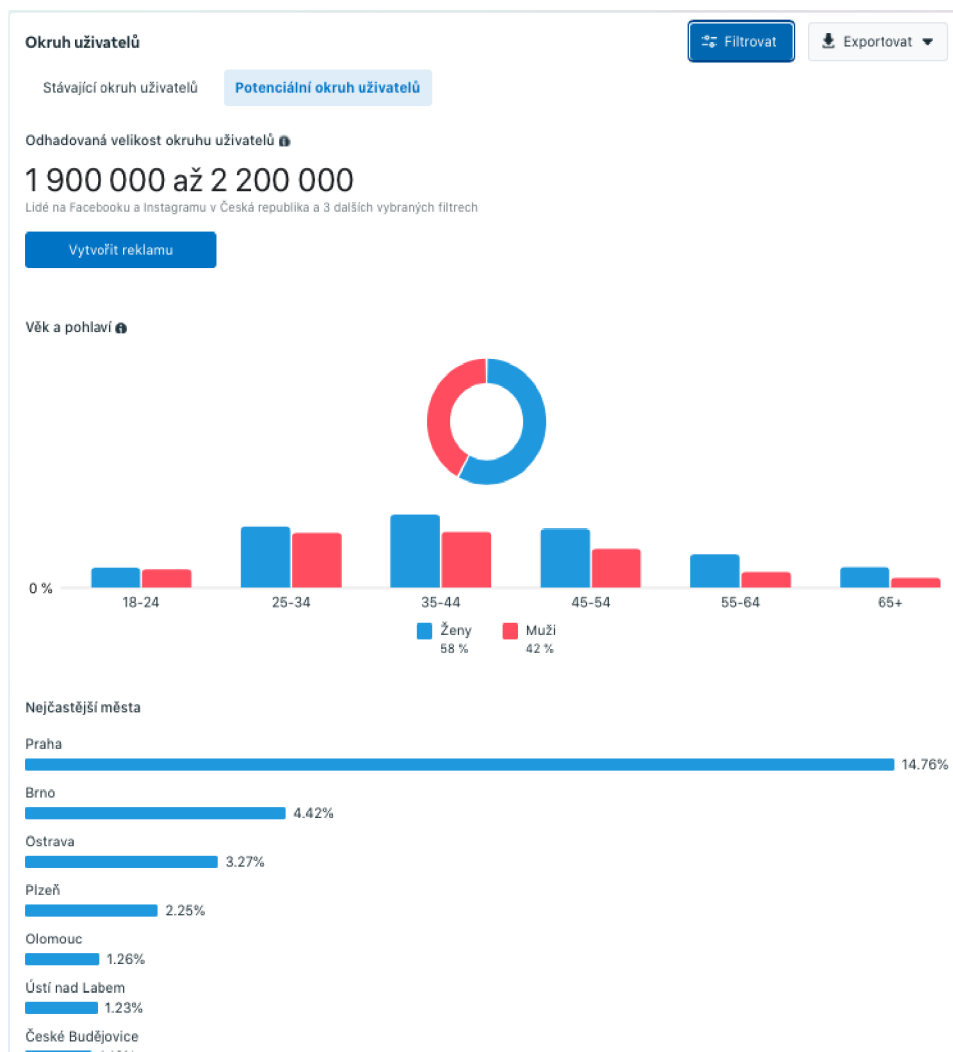 Okruh uživatelů
Filtrovat
Exportovat
Stávající okruh uživatelů
Potenciální okruh uživatelů
Odhadovaná velikost okruhu uživatelů
1 900 000 až 2 200 000
Lidé na Facebooku a Instagramu v Česká republika a 3 dalších vybraných filtrech
Vytvořit reklamu
Věk a pohlaví
0 %
18-24 25-34 35-44 45-54 55-64 65+
Ženy Muži
58 % 42 %
Nejčastější města
Praha
14.76%
Brno
4.42%
Ostrava
3.27%
Plzeň
2.25%
Olomouc
1.26%
Ústí nad Labem
1.23%
České Budějovice